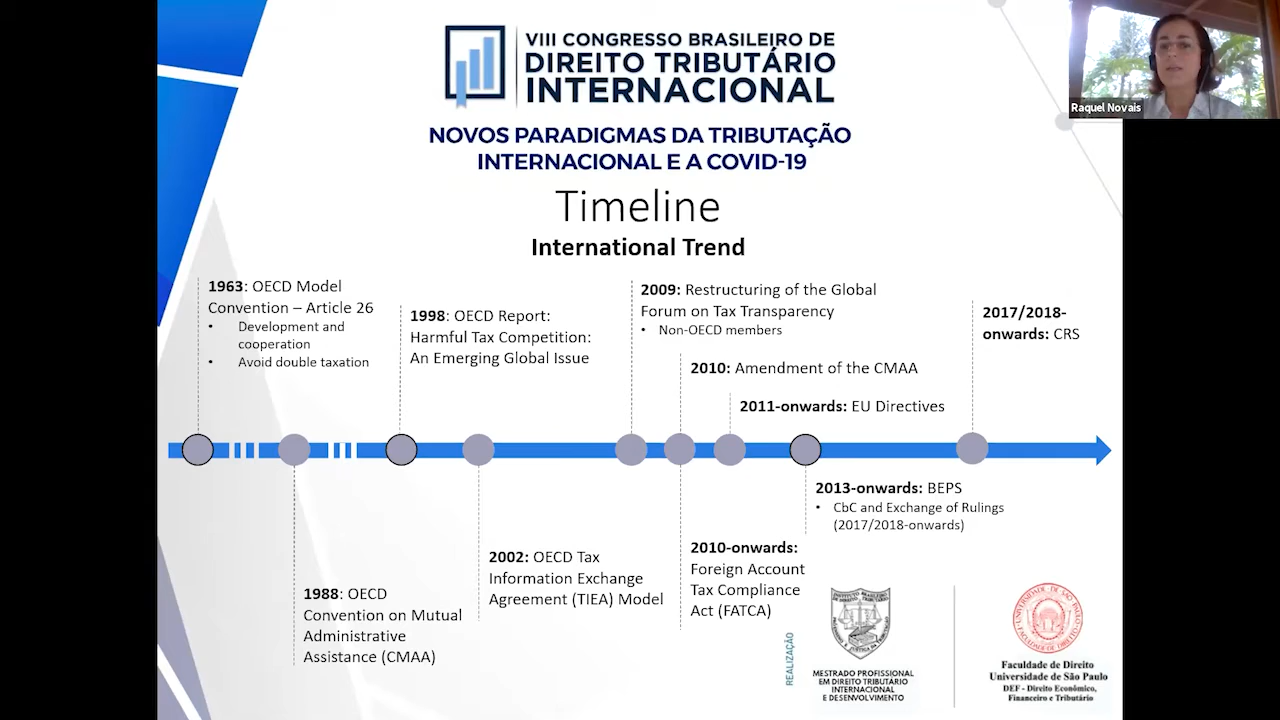 VIII CONGRESSO BRASILEIRO DE
DIREITO TRIBUTÁRIO
INTERNACIONAL
NOVOS PARADIGMAS DA TRIBUTAÇÃO
INTERNACIONAL E A COVID-19
Raquel Novais
Timeline
International Trend
1963: OECD Model
Convention – Article 26
• Development and
cooperation
• Avoid double taxation
1998: OECD Report:
Harmful Tax Competition:
An Emerging Global Issue
2009: Restructuring of the Global
Forum on Tax Transparency
• Non-OECD members
2010: Amendment of the CMAA
2011-onwards: EU Directives
2017/2018-
onwards: CRS
1988: OECD
Convention on Mutual
Administrative
Assistance (CMAA)
2002: OECD Tax
Information Exchange
Agreement (TIEA) Model
2010-onwards:
Foreign Account
Tax Compliance
Act (FATCA)
2013-onwards: BEPS
• CbC and Exchange of Rulings
(2017/2018-onwards)
REALIZAÇÃO
INSTITUTO BRASILEIRO
DE DIREITO TRIBUTÁRIO
MESTRADO PROFISSIONAL
EM DIREITO TRIBUTÁRIO
INTERNACIONAL
E DESENVOLVIMENTO
Faculdade de Direito
Universidade de São Paulo
DEF - Direito Econômico,
Financeiro e Tributário